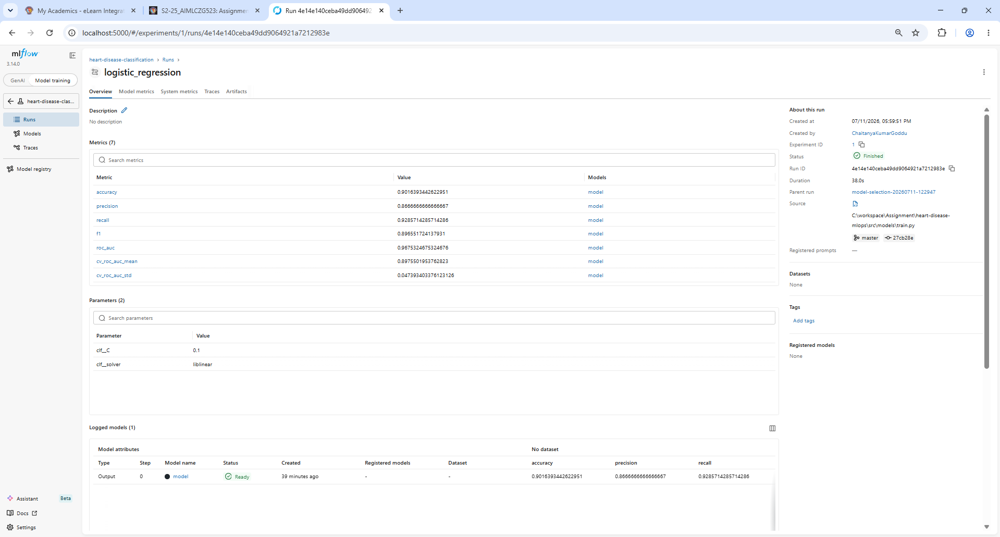 My Academics - eLearn Integra
S2-25_AIMLCZG523: Assignmen
Run 4e14e140ceba49dd906492
localhost:5000/#/experiments/1/runs/4e14e140ceba49dd9064921a7212983e
mlflow
3.14.0
GenAI
Model training
heart-disease-clas...
Runs
Models
Traces
Model registry
Assistant
Beta
Docs
Settings
heart-disease-classification
Runs
logistic_regression
Overview
Model metrics
System metrics
Traces
Artifacts
Description
No description
Metrics (7)
Search metrics
Metric Value Models
accuracy 0.9016393442622951 model
precision 0.8666666666666667 model
recall 0.9285714285714286 model
f1 0.896551724137931 model
roc_auc 0.9675324675324676 model
cv_roc_auc_mean 0.8975501953762823 model
cv_roc_auc_std 0.047393403376123126 model
Parameters (2)
Search parameters
Parameter Value
clf__C 0.1
clf__solver liblinear
Logged models (1)
Model attributes No dataset
Type Step Model name Status Created Registered models Dataset accuracy precision recall
Output 0 model Ready 39 minutes ago - - 0.9016393442622951 0.8666666666666667 0.9285714285714286
About this run
Created at 07/11/2026, 05:59:51 PM
Created by ChaitanyaKumarGoddu
Experiment ID 1
Status Finished
Run ID 4e14e140ceba49dd9064921a7212983e
Duration 38.0s
Parent run model-selection-20260711-122947
Source
C:\workspace\Assignment\heart-disease-
mlops\src\models\train.py
master 27cb28e
Registered prompts —
Datasets
None
Tags
Add tags
Registered models
None